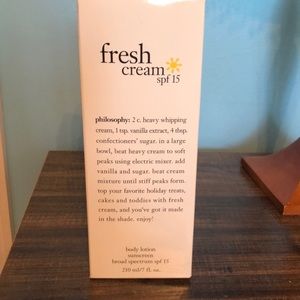 fresh
cream
spf 15
philosophy: 2 c. heavy whipping
cream, 1 tsp. vanilla extract, 4 tbsp.
confectioners' sugar. in a large
bowl, beat heavy cream to soft
peaks using electric mixer. add
vanilla and sugar. beat cream
mixture until stiff peaks form.
top your favorite holiday treats,
cakes and toddies with fresh
cream, and you've got it made
in the shade. enjoy!
body lotion
sunscreen
broad spectrum spf 15
210 ml/7 fl. oz.